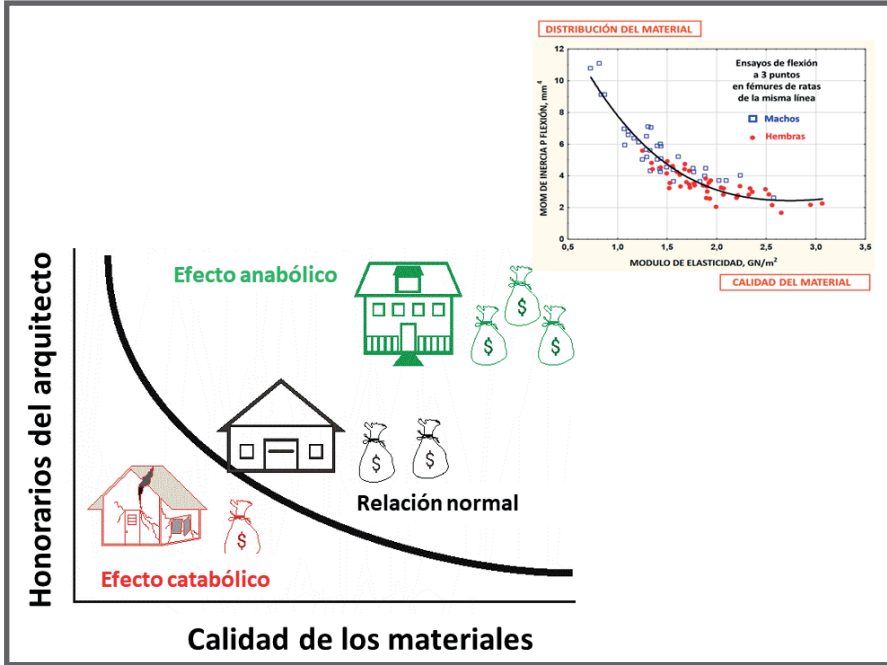 DISTRIBUCIÓN DEL MATERIAL
MOM DE INERCIA P FLEXIÓN, mm⁴
12
10
8
6
4
2
0
Ensayos de flexión
a 3 puntos
en fémures de ratas
de la misma línea
Machos
Hembras
0,5 1,0 1,5 2,0 2,5 3,0 3,5
MODULO DE ELASTICIDAD, GN/m²
CALIDAD DEL MATERIAL
Honorarios del arquitecto
Efecto anabólico
$
$ $
$ $
Relación normal
$
Efecto catabólico
Calidad de los materiales